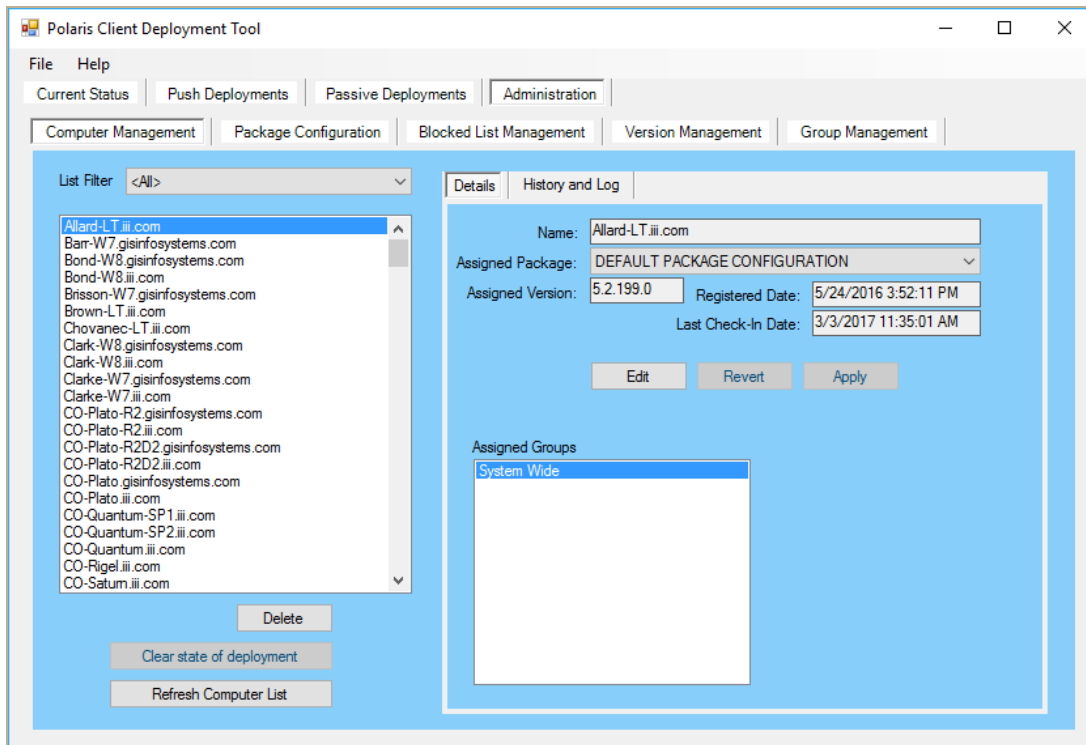 Polaris Client Deployment Tool
File Help
Current Status Push Deployments Passive Deployments Administration
Computer Management Package Configuration Blocked List Management Version Management Group Management
List Filter <All>
Allard-LT.iii.com
Barr-W7.gisinfosystems.com
Bond-W8.gisinfosystems.com
Bond-W8.iii.com
Brisson-W7.gisinfosystems.com
Brown-LT.iii.com
Chovanec-LT.iii.com
Clark-W8.gisinfosystems.com
Clark-W8.iii.com
Clarke-W7.gisinfosystems.com
Clarke-W7.iii.com
CO-Plato-R2.gisinfosystems.com
CO-Plato-R2.iii.com
CO-Plato-R2D2.gisinfosystems.com
CO-Plato-R2D2.iii.com
CO-Plato.gisinfosystems.com
CO-Plato.iii.com
CO-Quantum-SP1.iii.com
CO-Quantum-SP2.iii.com
CO-Quantum.iii.com
CO-Rigel.iii.com
CO-Saturn.iii.com
Delete
Clear state of deployment
Refresh Computer List
Details History and Log
Name: Allard-LT.iii.com
Assigned Package: DEFAULT PACKAGE CONFIGURATION
Assigned Version: 5.2.199.0 Registered Date: 5/24/2016 3:52:11 PM
Last Check-In Date: 3/3/2017 11:35:01 AM
Edit Revert Apply
Assigned Groups
System Wide